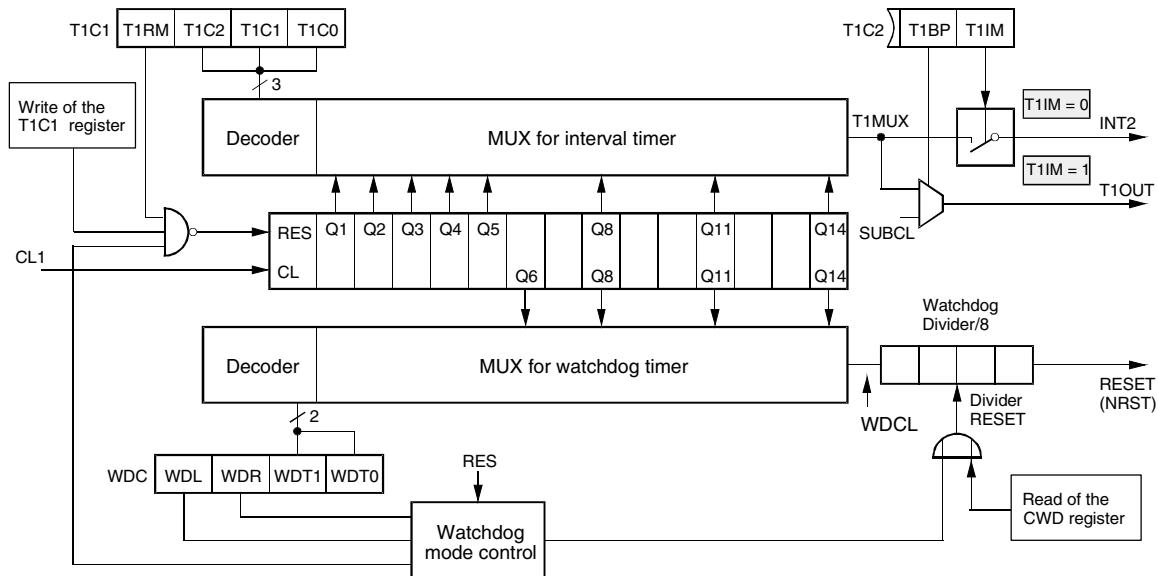 T1C1 T1RM T1C2 T1C1 T1C0
T1C2 T1BP T1IM
3
Write of the
T1C1 register
Decoder
MUX for interval timer
T1MUX
T1IM = 0
INT2
T1IM = 1
T1OUT
SUBCL
RES Q1 Q2 Q3 Q4 Q5 Q8 Q11 Q14
CL1
CL Q6 Q8 Q11 Q14
Decoder
MUX for watchdog timer
Watchdog
Divider/8
RESET
(NRST)
WDCL
Divider
RESET
2
WDC WDL WDR WDT1 WDT0
RES
Watchdog
mode control
Read of the
CWD register